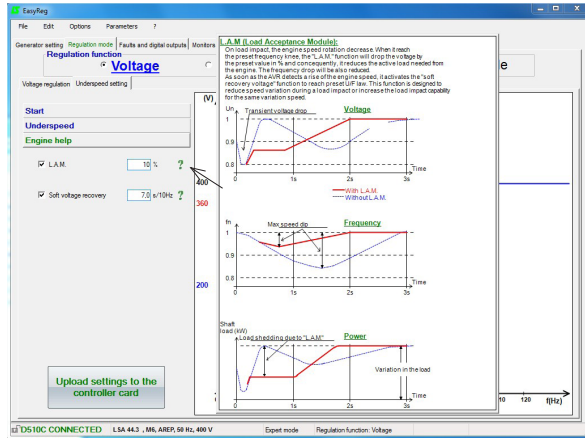 EasyReg
File Edit Options Parameters ?
Generator setting Regulation mode Faults and digital outputs Monitors
Regulation function
Voltage
e
Voltage regulation Underspeed setting
Start
Underspeed
Engine help
L.A.M. 10 % ?
Soft voltage recovery 7.0 s/10Hz ?
Upload settings to the
controller card
(V)
400
360
200
L.A.M (Load Acceptance Module):
On load impact, the engine speed rotation decrease. When it reach
the preset frequency knee, the "L.A.M." function will drop the voltage by
the preset value in % and consequently, it reduces the active load needed from
the engine. The frequency drop will be also reduced.
As soon as the AVR detects a rise of the engine speed, it activates the "soft
recovery voltage" function to reach preset U/F law. This function is designed to
reduce speed variation during a load impact or increase the load impact capability
for the same variation speed.
Un
Transient voltage drop
Voltage
1
0.9
0.8
Time
0 1s 2s 3s
With L.A.M.
Without L.A.M.
fn
Max speed dip
Frequency
1
0.9
0.8
Time
0 1s 2s 3s
Shaft
load (kW)
Load shedding due to "L.A.M"
Power
Variation in the load
Time
0 1s 2s 3s
10 120 f(Hz)
D510C CONNECTED LSA 44.3 , M6, AREP, 50 Hz, 400 V Expert mode Regulation function: Voltage